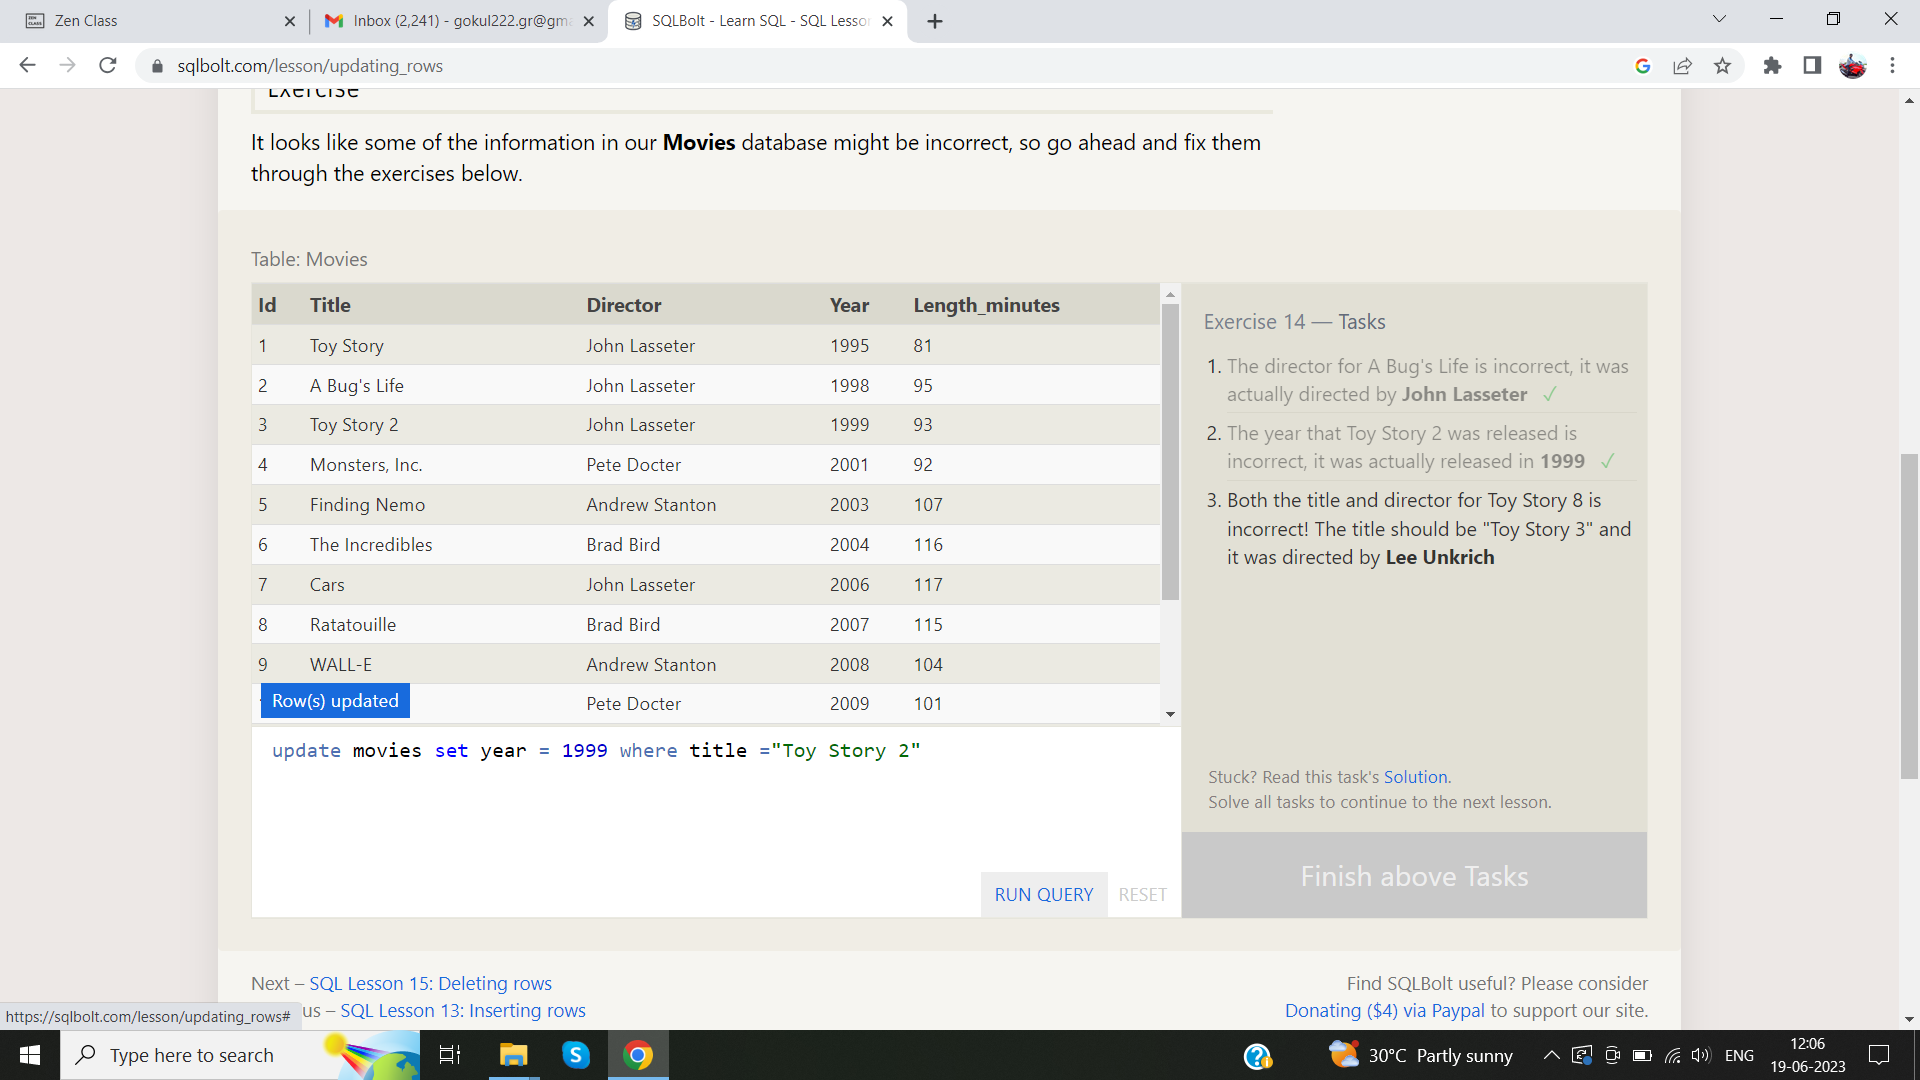 Zen Class
Inbox (2,241) - gokul222.gr@gm
SQLBolt - Learn SQL - SQL Lesson
sqlbolt.com/lesson/updating_rows
Exercise
It looks like some of the information in our Movies database might be incorrect, so go ahead and fix them
through the exercises below.
Table: Movies
Id Title Director Year Length_minutes
1 Toy Story John Lasseter 1995 81
2 A Bug's Life John Lasseter 1998 95
3 Toy Story 2 John Lasseter 1999 93
4 Monsters, Inc. Pete Docter 2001 92
5 Finding Nemo Andrew Stanton 2003 107
6 The Incredibles Brad Bird 2004 116
7 Cars John Lasseter 2006 117
8 Ratatouille Brad Bird 2007 115
9 WALL-E Andrew Stanton 2008 104
Pete Docter 2009 101
Row(s) updated
update movies set year = 1999 where title ="Toy Story 2"
RUN QUERY RESET
Exercise 14 — Tasks
1. The director for A Bug's Life is incorrect, it was
actually directed by John Lasseter ✓
2. The year that Toy Story 2 was released is
incorrect, it was actually released in 1999 ✓
3. Both the title and director for Toy Story 8 is
incorrect! The title should be "Toy Story 3" and
it was directed by Lee Unkrich
Stuck? Read this task's Solution.
Solve all tasks to continue to the next lesson.
Finish above Tasks
Next – SQL Lesson 15: Deleting rows
us – SQL Lesson 13: Inserting rows
Find SQLBolt useful? Please consider
Donating ($4) via Paypal to support our site.
https://sqlbolt.com/lesson/updating_rows#
Type here to search
30°C Partly sunny
ENG
12:06
19-06-2023